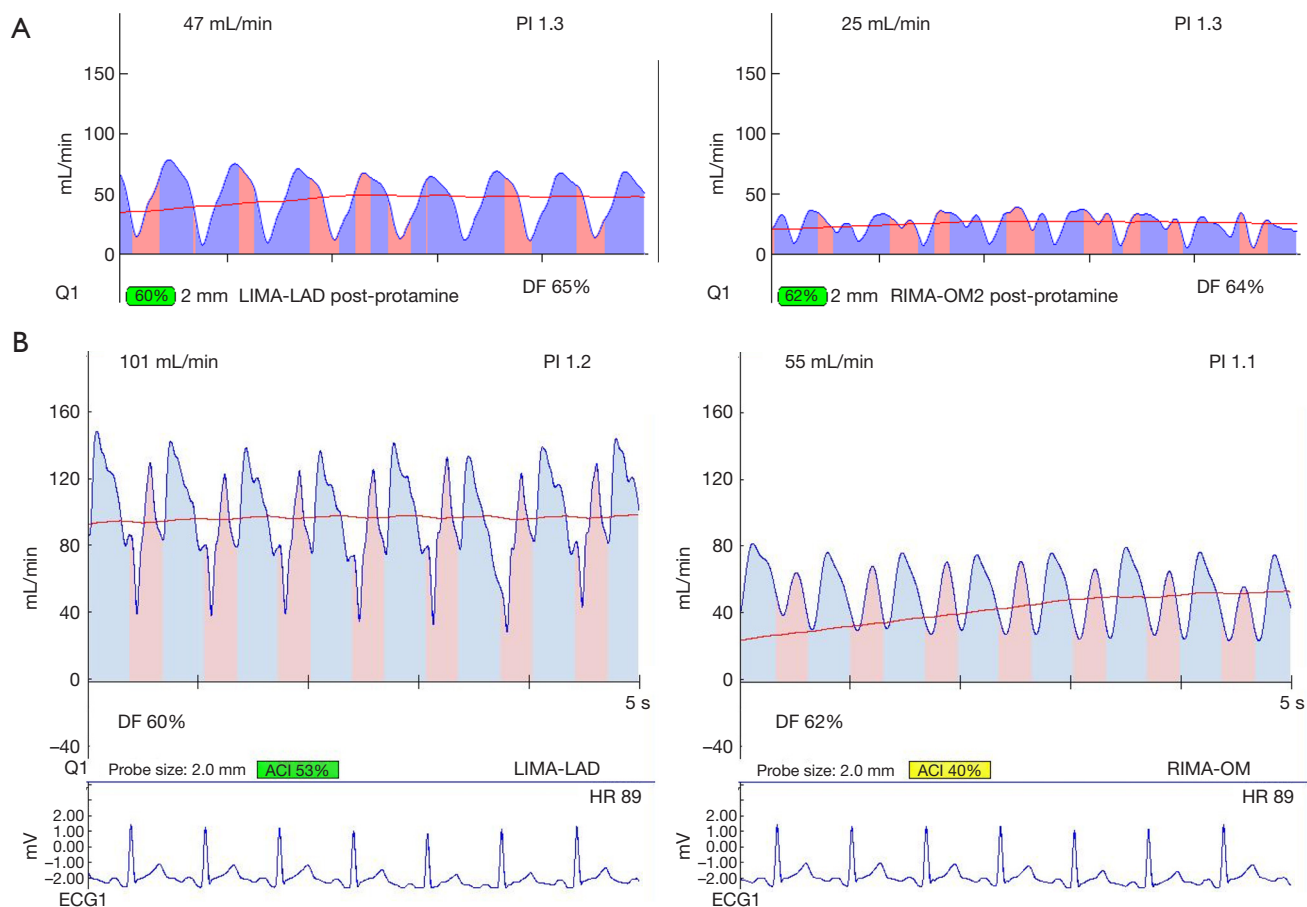 A
47 mL/min PI 1.3
150
100
50
0
mL/min
Q1 60% 2 mm LIMA-LAD post-protamine DF 65%
25 mL/min PI 1.3
150
100
50
0
mL/min
Q1 62% 2 mm RIMA-OM2 post-protamine DF 64%
B
101 mL/min PI 1.2
160
120
80
40
0
−40
mL/min
5 s
DF 60%
Q1 Probe size: 2.0 mm ACI 53% LIMA-LAD
HR 89
2.00
1.00
0.00
−1.00
−2.00
mV
ECG1
55 mL/min PI 1.1
160
120
80
40
0
−40
mL/min
5 s
DF 62%
Probe size: 2.0 mm ACI 40% RIMA-OM
HR 89
2.00
1.00
0.00
−1.00
−2.00
mV
ECG1